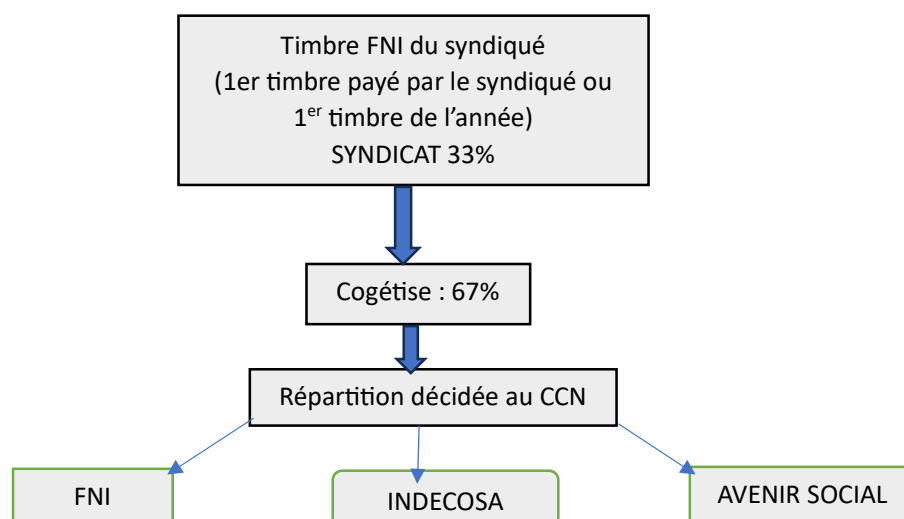 Timbre FNI du syndiqué
(1er timbre payé par le syndiqué ou
1er timbre de l’année)
SYNDICAT 33%
Cogétise : 67%
Répartition décidée au CCN
FNI
INDECOSA
AVENIR SOCIAL